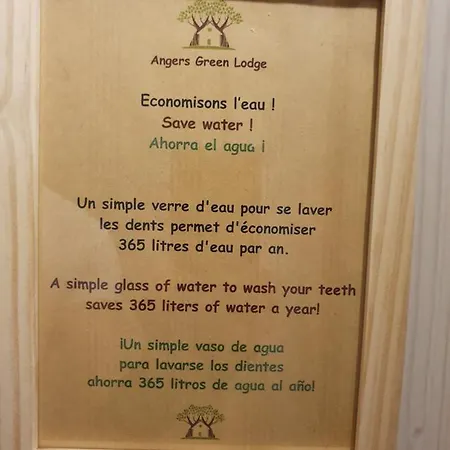 Angers Green Lodge
Economisons l'eau !
Save water !
Ahorra el agua ¡
Un simple verre d'eau pour se laver
les dents permet d'économiser
365 litres d'eau par an.
A simple glass of water to wash your teeth
saves 365 liters of water a year!
¡Un simple vaso de agua
para lavarse los dientes
ahorra 365 litros de agua al año!